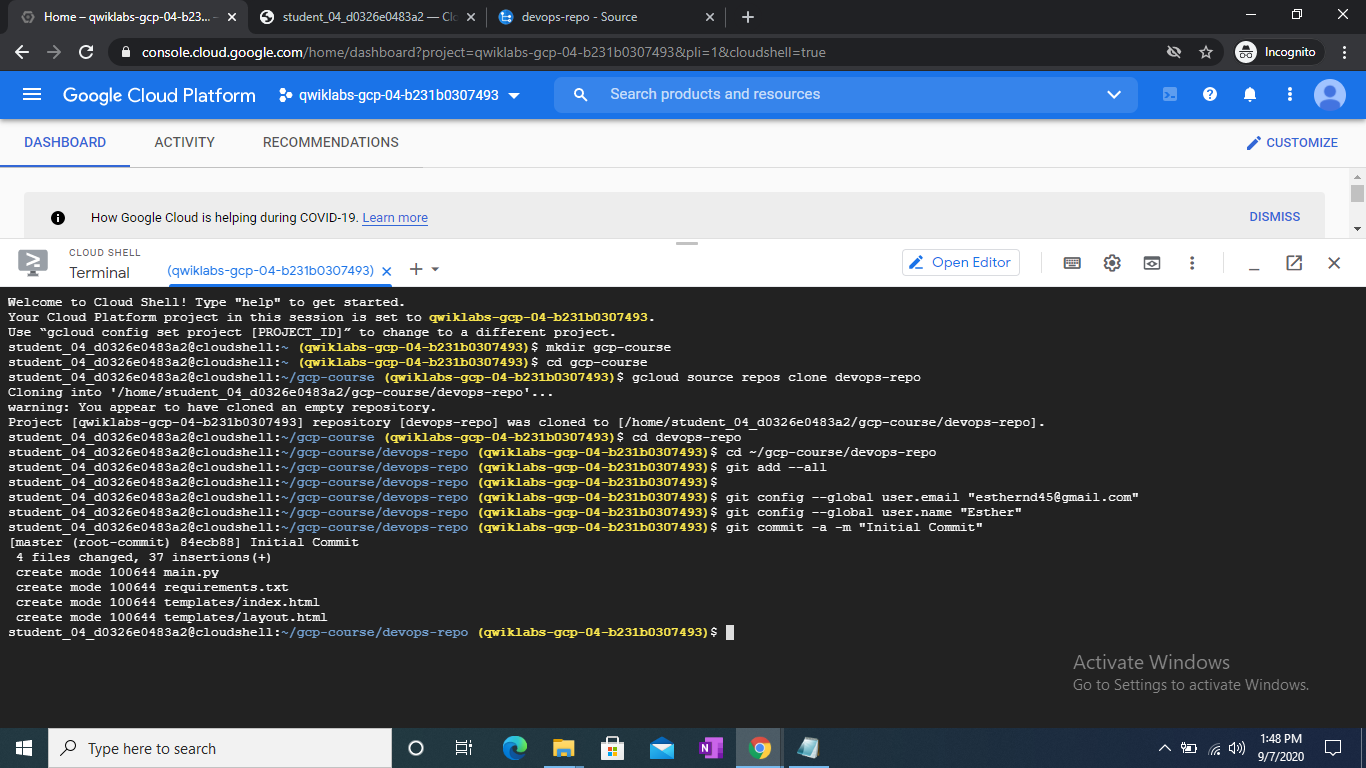 Home – qwiklabs-gcp-04-b23...
student_04_d0326e0483a2 — Clo
devops-repo - Source
console.cloud.google.com/home/dashboard?project=qwiklabs-gcp-04-b231b0307493&pli=1&cloudshell=true
Incognito
Google Cloud Platform
qwiklabs-gcp-04-b231b0307493
Search products and resources
DASHBOARD
ACTIVITY
RECOMMENDATIONS
CUSTOMIZE
How Google Cloud is helping during COVID-19. Learn more
DISMISS
CLOUD SHELL
Terminal
(qwiklabs-gcp-04-b231b0307493)
Open Editor
Welcome to Cloud Shell! Type "help" to get started.
Your Cloud Platform project in this session is set to qwiklabs-gcp-04-b231b0307493.
Use “gcloud config set project [PROJECT_ID]” to change to a different project.
student_04_d0326e0483a2@cloudshell:~ (qwiklabs-gcp-04-b231b0307493)$ mkdir gcp-course
student_04_d0326e0483a2@cloudshell:~ (qwiklabs-gcp-04-b231b0307493)$ cd gcp-course
student_04_d0326e0483a2@cloudshell:~/gcp-course (qwiklabs-gcp-04-b231b0307493)$ gcloud source repos clone devops-repo
Cloning into '/home/student_04_d0326e0483a2/gcp-course/devops-repo'...
warning: You appear to have cloned an empty repository.
Project [qwiklabs-gcp-04-b231b0307493] repository [devops-repo] was cloned to [/home/student_04_d0326e0483a2/gcp-course/devops-repo].
student_04_d0326e0483a2@cloudshell:~/gcp-course (qwiklabs-gcp-04-b231b0307493)$ cd devops-repo
student_04_d0326e0483a2@cloudshell:~/gcp-course/devops-repo (qwiklabs-gcp-04-b231b0307493)$ cd ~/gcp-course/devops-repo
student_04_d0326e0483a2@cloudshell:~/gcp-course/devops-repo (qwiklabs-gcp-04-b231b0307493)$ git add --all
student_04_d0326e0483a2@cloudshell:~/gcp-course/devops-repo (qwiklabs-gcp-04-b231b0307493)$
student_04_d0326e0483a2@cloudshell:~/gcp-course/devops-repo (qwiklabs-gcp-04-b231b0307493)$ git config --global user.email "esthernd45@gmail.com"
student_04_d0326e0483a2@cloudshell:~/gcp-course/devops-repo (qwiklabs-gcp-04-b231b0307493)$ git config --global user.name "Esther"
student_04_d0326e0483a2@cloudshell:~/gcp-course/devops-repo (qwiklabs-gcp-04-b231b0307493)$ git commit -a -m "Initial Commit"
[master (root-commit) 84ecb88] Initial Commit
4 files changed, 37 insertions(+)
create mode 100644 main.py
create mode 100644 requirements.txt
create mode 100644 templates/index.html
create mode 100644 templates/layout.html
student_04_d0326e0483a2@cloudshell:~/gcp-course/devops-repo (qwiklabs-gcp-04-b231b0307493)$
Activate Windows
Go to Settings to activate Windows.
Type here to search
1:48 PM
9/7/2020